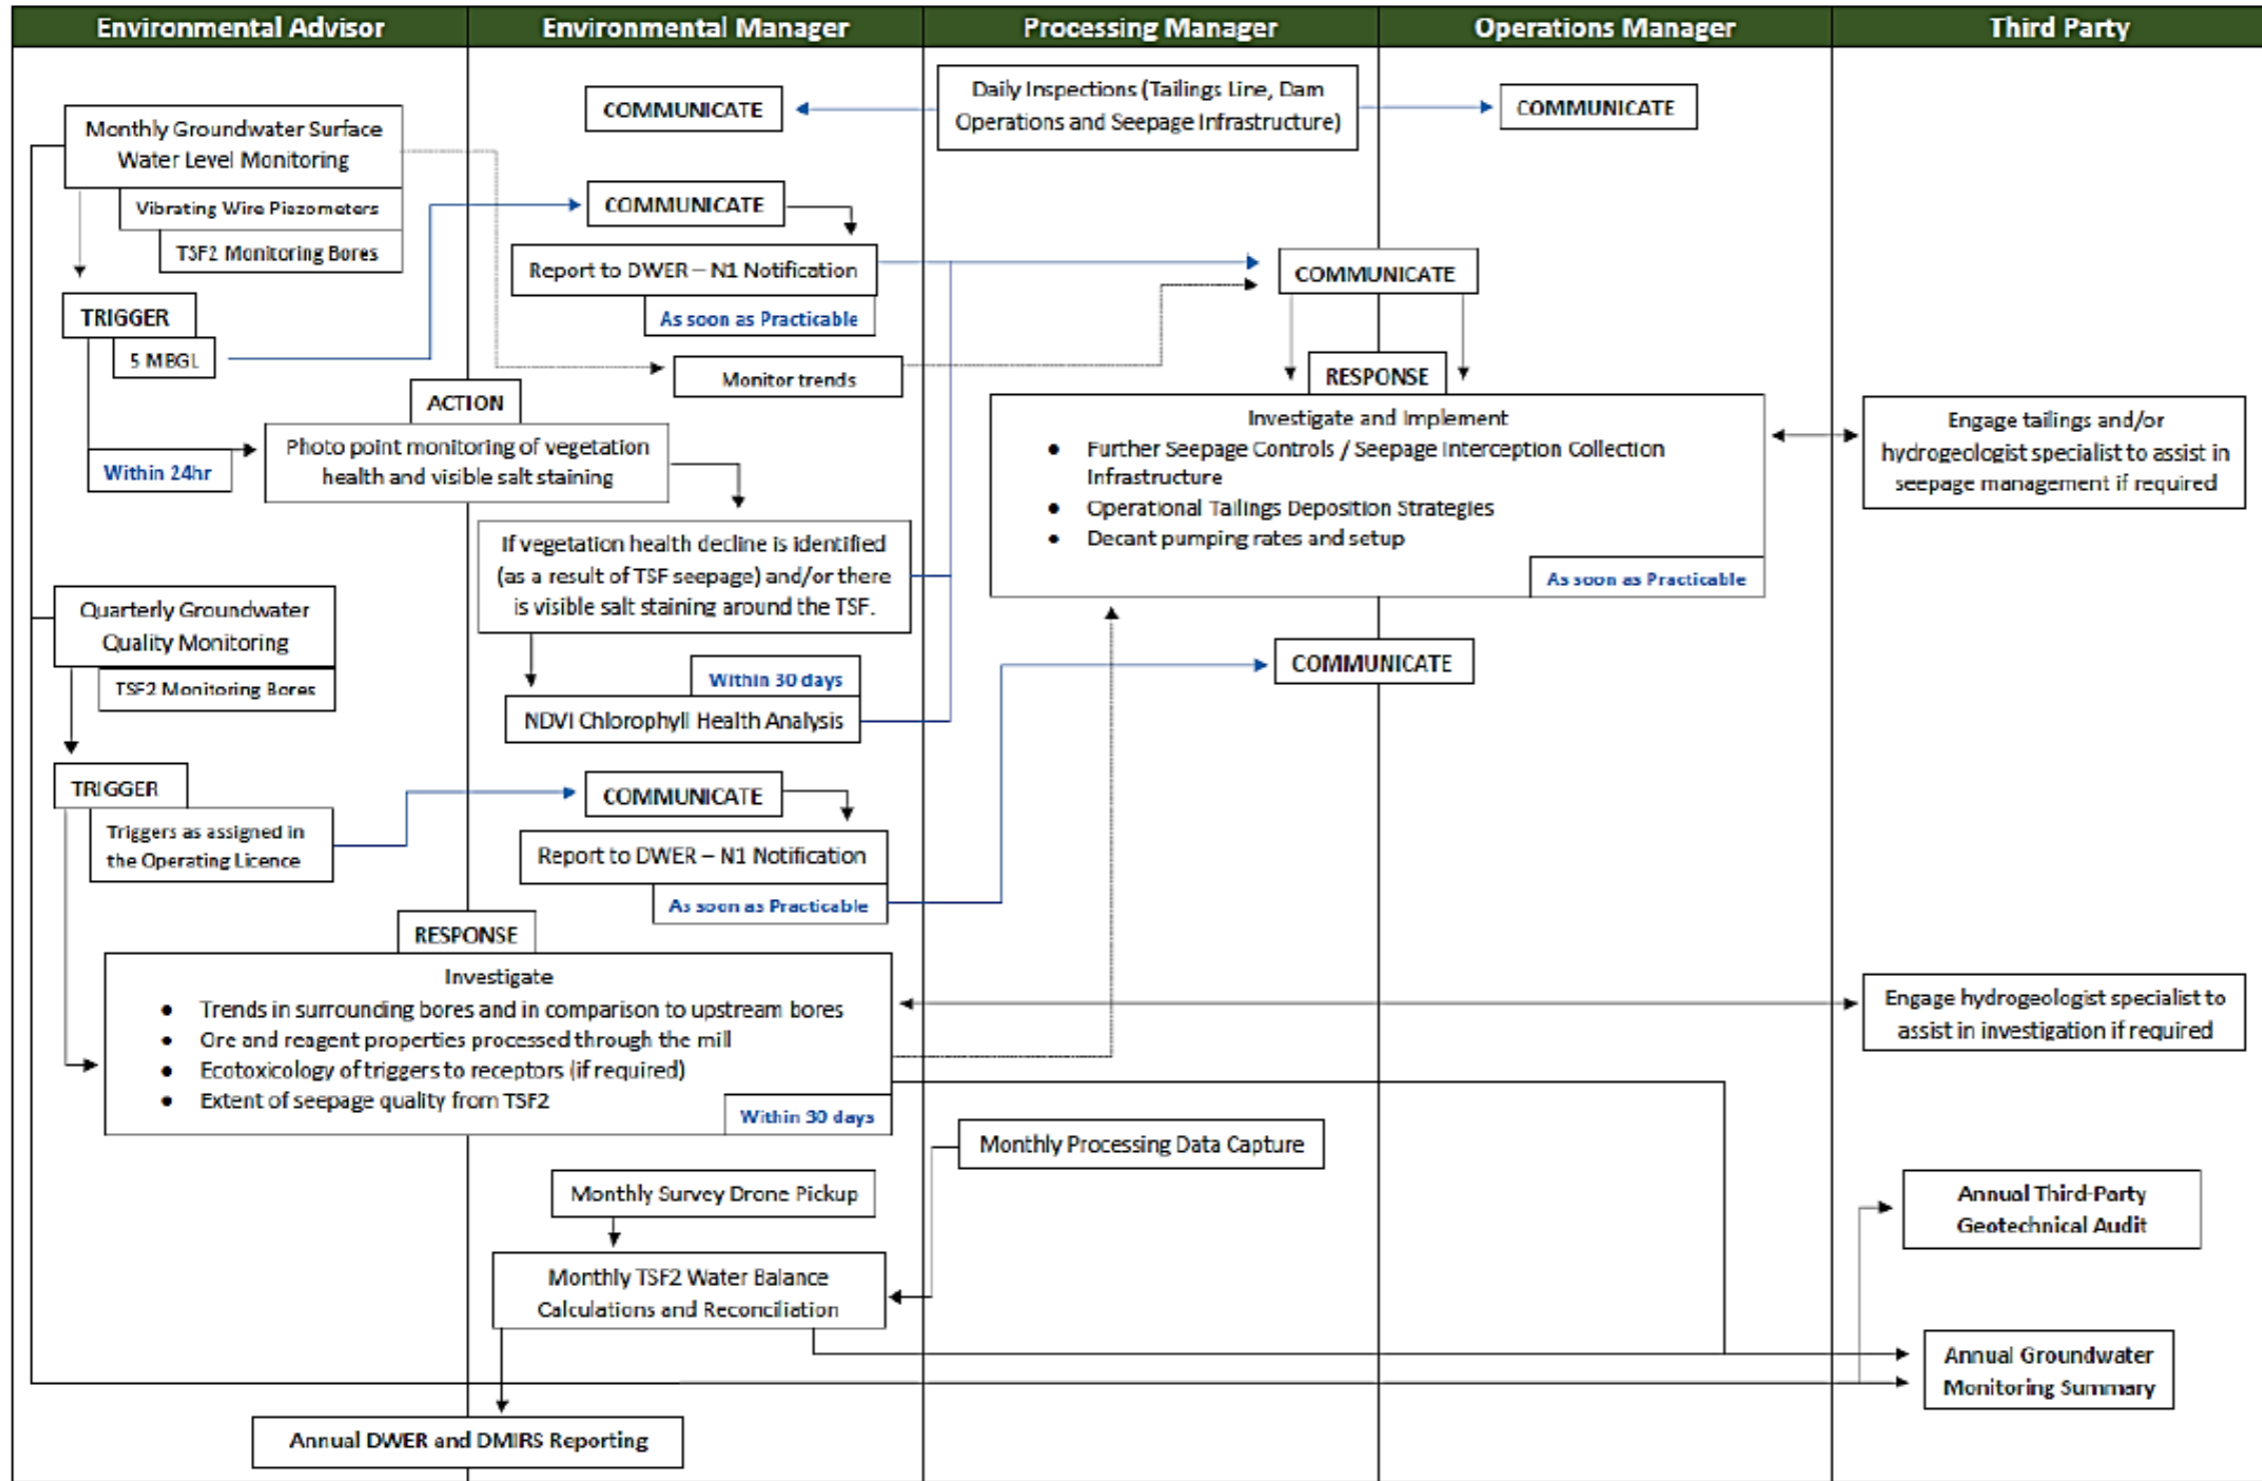 Environmental Advisor
Environmental Manager
Processing Manager
Operations Manager
Third Party
Monthly Groundwater Surface
Water Level Monitoring
Vibrating Wire Piezometers
TSF2 Monitoring Bores
TRIGGER
5 MBGL
Within 24hr
ACTION
Photo point monitoring of vegetation
health and visible salt staining
COMMUNICATE
Daily Inspections (Tailings Line, Dam
Operations and Seepage Infrastructure)
COMMUNICATE
COMMUNICATE
Report to DWER – N1 Notification
As soon as Practicable
Monitor trends
COMMUNICATE
RESPONSE
Investigate and Implement
● Further Seepage Controls / Seepage Interception Collection
Infrastructure
● Operational Tailings Deposition Strategies
● Decant pumping rates and setup
As soon as Practicable
Engage tailings and/or
hydrogeologist specialist to assist in
seepage management if required
If vegetation health decline is identified
(as a result of TSF seepage) and/or there
is visible salt staining around the TSF.
Within 30 days
NDVI Chlorophyll Health Analysis
COMMUNICATE
Quarterly Groundwater
Quality Monitoring
TSF2 Monitoring Bores
TRIGGER
Triggers as assigned in
the Operating Licence
COMMUNICATE
Report to DWER – N1 Notification
As soon as Practicable
RESPONSE
Investigate
● Trends in surrounding bores and in comparison to upstream bores
● Ore and reagent properties processed through the mill
● Ecotoxicology of triggers to receptors (if required)
● Extent of seepage quality from TSF2
Within 30 days
Engage hydrogeologist specialist to
assist in investigation if required
Monthly Processing Data Capture
Monthly Survey Drone Pickup
Monthly TSF2 Water Balance
Calculations and Reconciliation
Annual Third-Party
Geotechnical Audit
Annual Groundwater
Monitoring Summary
Annual DWER and DMIRS Reporting